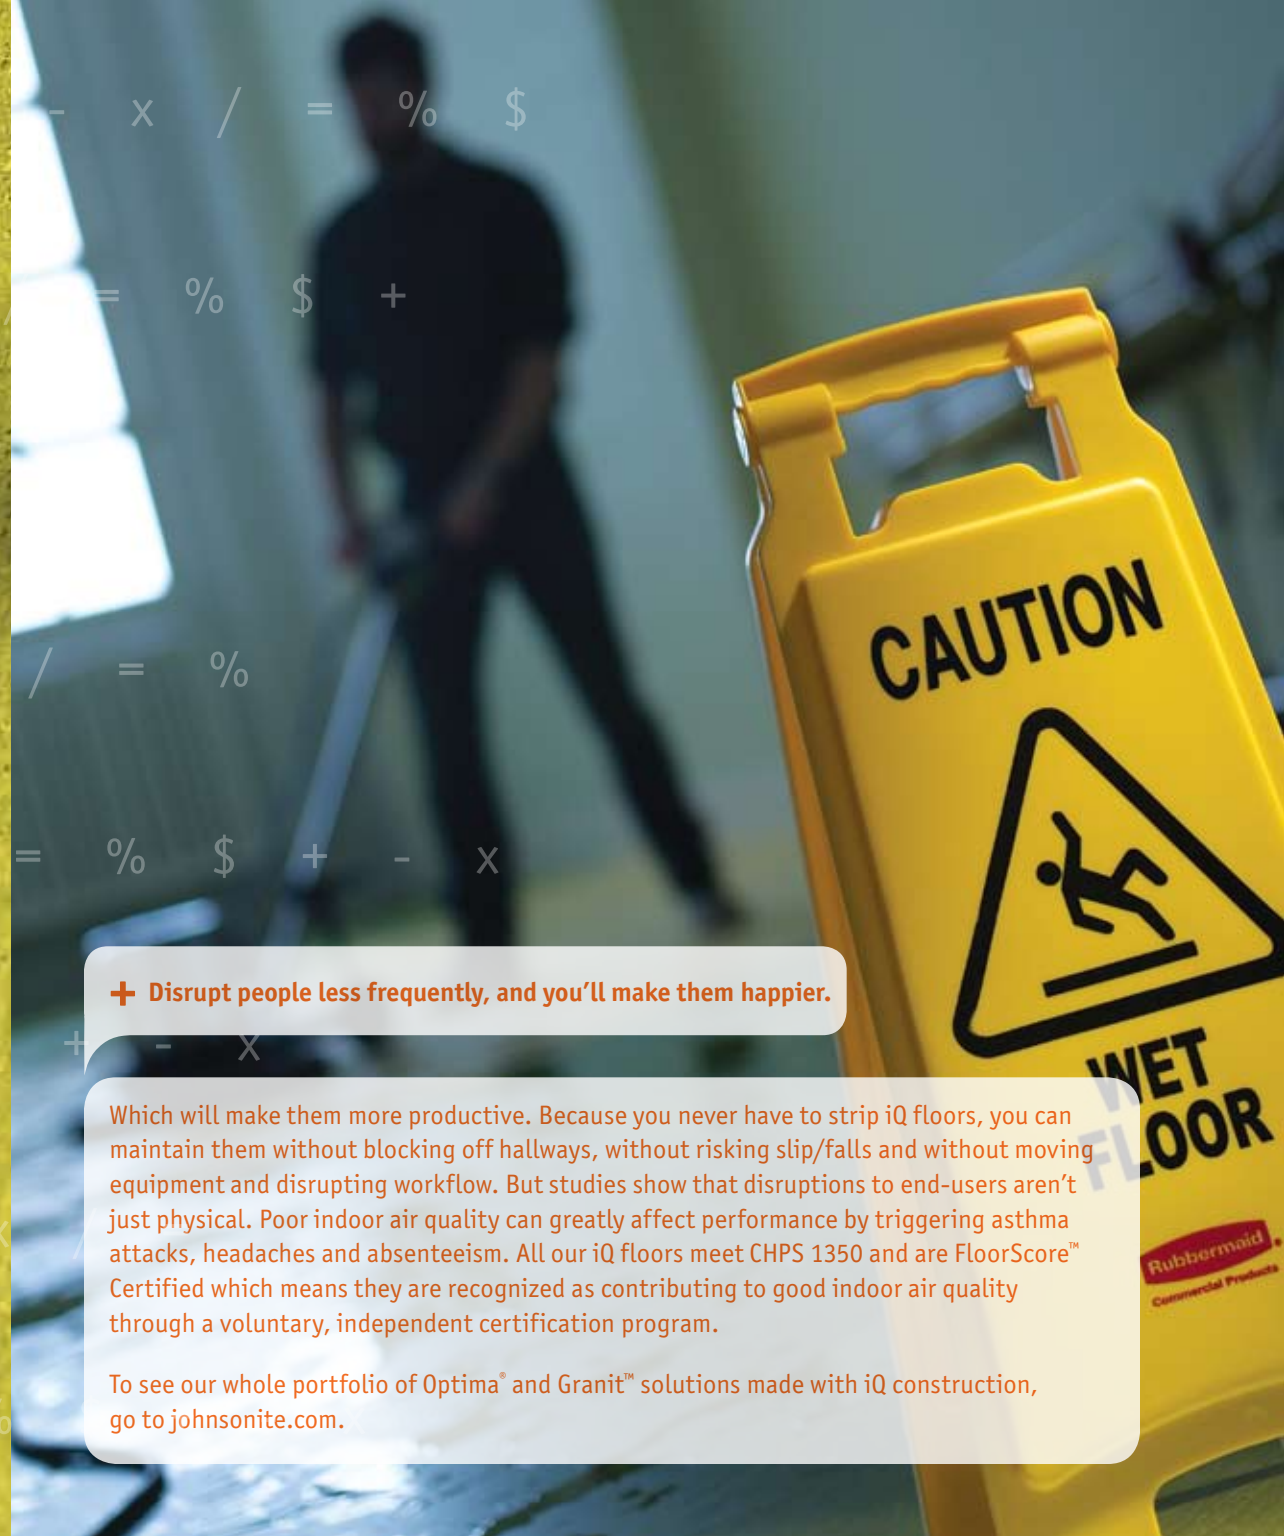 - x / = % $
= % $ +
/ = %
= % $ + - x
CAUTION
+ Disrupt people less frequently, and you’ll make them happier.
+ - x
WET
FLOOR
Which will make them more productive. Because you never have to strip iQ floors, you can
maintain them without blocking off hallways, without risking slip/falls and without moving
equipment and disrupting workflow. But studies show that disruptions to end-users aren’t
just physical. Poor indoor air quality can greatly affect performance by triggering asthma
attacks, headaches and absenteeism. All our iQ floors meet CHPS 1350 and are FloorScore™
Certified which means they are recognized as contributing to good indoor air quality
through a voluntary, independent certification program.
Rubbermaid
Commercial Products
To see our whole portfolio of Optima® and Granit™ solutions made with iQ construction,
go to johnsonite.com.